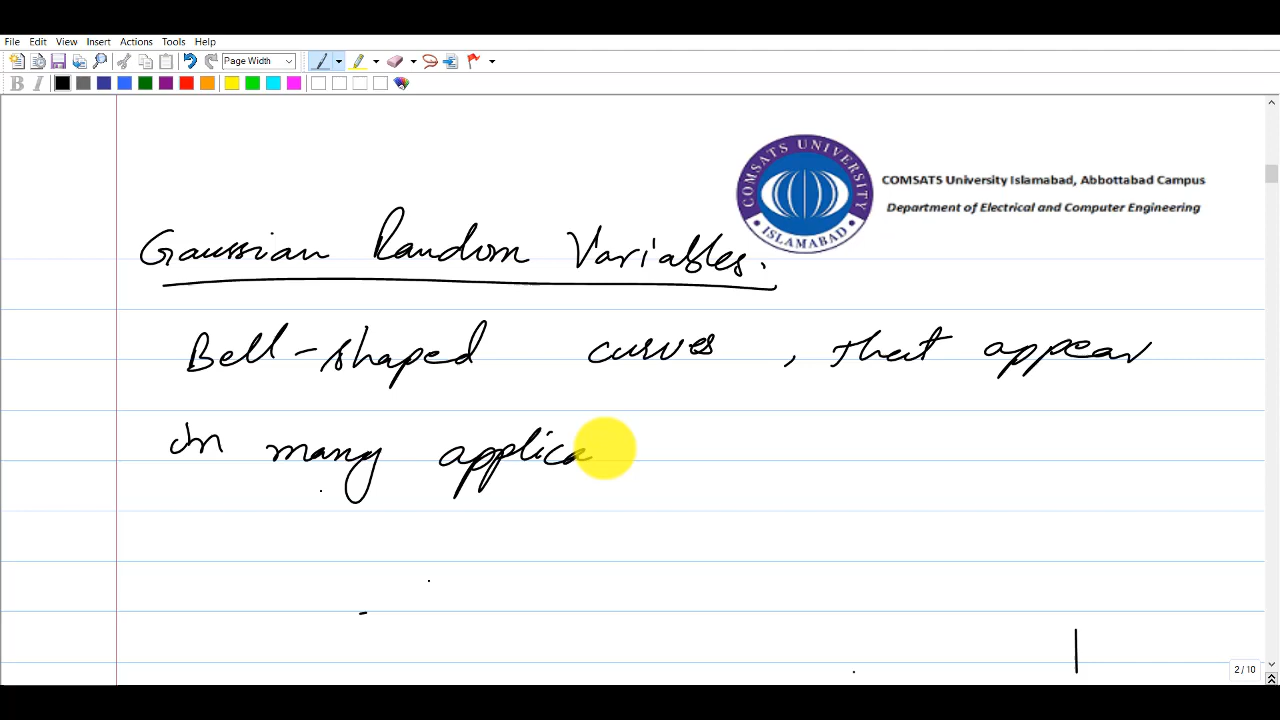 File Edit View Insert Actions Tools Help
Page Width
B I
COMSATS UNIVERSITY
ISLAMABAD
COMSATS University Islamabad, Abbottabad Campus
Department of Electrical and Computer Engineering
Gaussian Random Variables.
Bell-shaped curves, that appear
in many applica
2 / 10